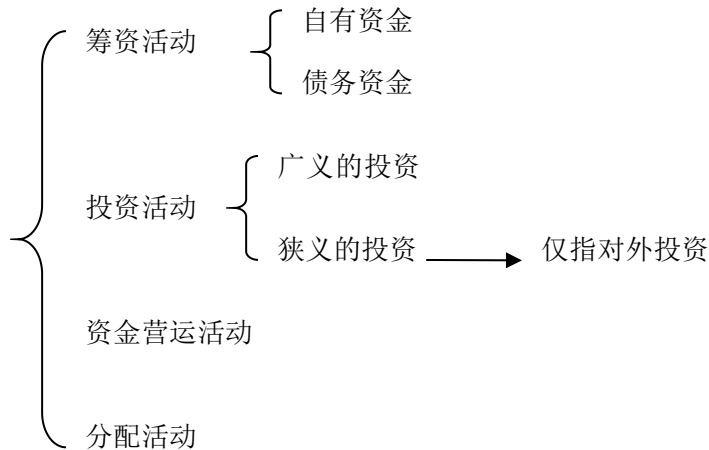 筹资活动
自有资金
债务资金
投资活动
广义的投资
狭义的投资
仅指对外投资
资金营运活动
分配活动